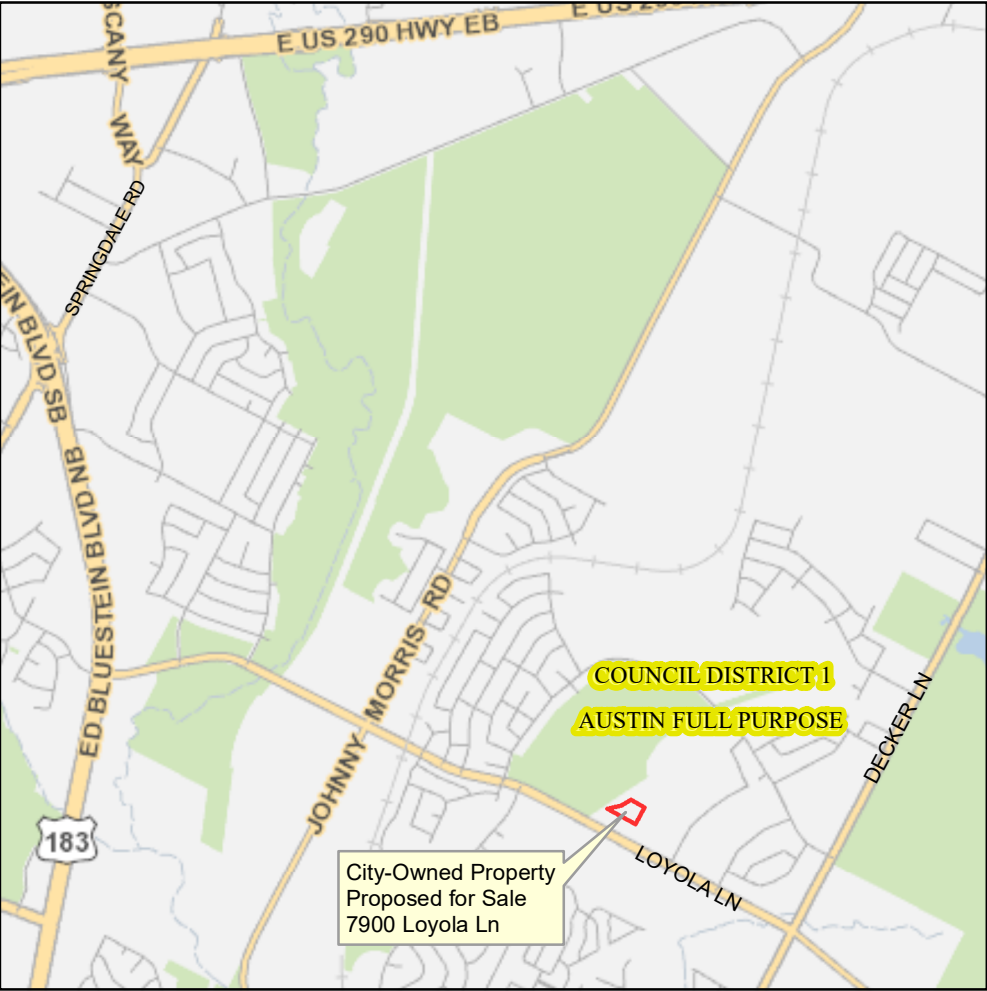 E US 290 HWY EB
SCANY WAY
SPRINGDALE RD
EIN BLVD SB
ED BLUESTEIN BLVD NB
JOHNNY MORRIS RD
COUNCIL DISTRICT 1
AUSTIN FULL PURPOSE
DECKER LN
183
LOYOLA LN
City-Owned Property
Proposed for Sale
7900 Loyola Ln